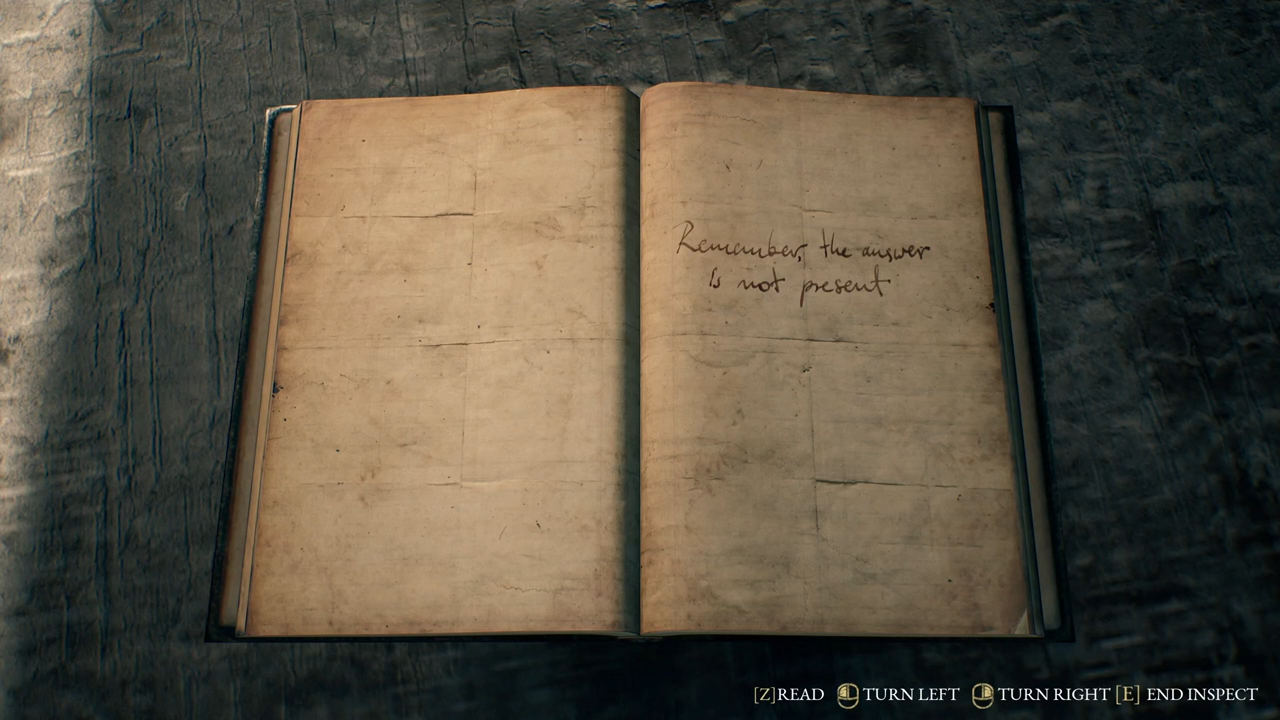 Remember, the answer
is not present
[Z]READ TURN LEFT TURN RIGHT [E] END INSPECT